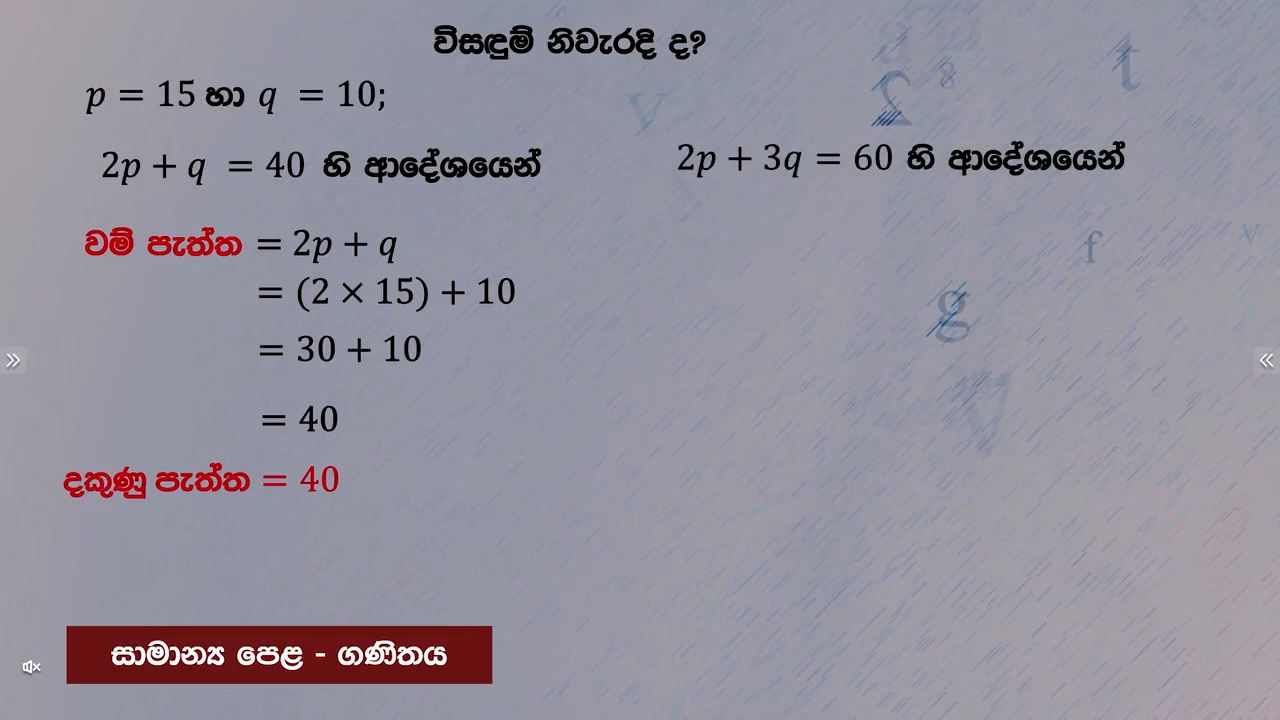 විසඳුම් නිවැරදි ද?
p = 15 හා q = 10;
2p + q = 40 හි ආදේශයෙන්
2p + 3q = 60 හි ආදේශයෙන්
වම් පැත්ත = 2p + q
= (2 × 15) + 10
= 30 + 10
= 40
දකුණු පැත්ත = 40
සාමාන්‍ය පෙළ - ගණිතය